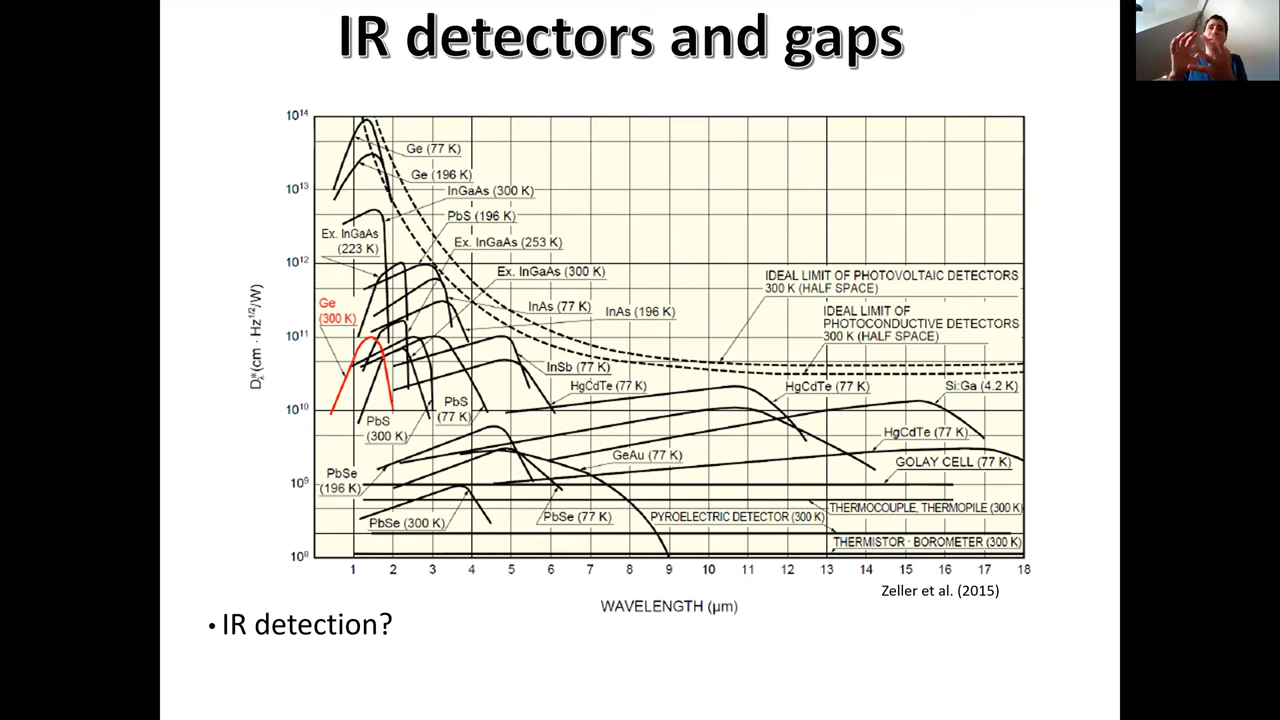 IR detectors and gaps
10¹⁴
10¹³
10¹²
10¹¹
10¹⁰
10⁹
10⁸
Dλ*(cm · Hz¹/²/W)
Ge (77 K)
Ge (196 K)
InGaAs (300 K)
PbS (196 K)
Ex. InGaAs
(223 K)
Ex. InGaAs (253 K)
Ex. InGaAs (300 K)
IDEAL LIMIT OF PHOTOVOLTAIC DETECTORS
300 K (HALF SPACE)
Ge
(300 K)
InAs (77 K)
InAs (196 K)
IDEAL LIMIT OF
PHOTOCONDUCTIVE DETECTORS
300 K (HALF SPACE)
InSb (77 K)
HgCdTe (77 K)
HgCdTe (77 K)
Si:Ga (4.2 K)
PbS
(77 K)
PbS
(300 K)
HgCdTe (77 K)
GeAu (77 K)
GOLAY CELL (77 K)
PbSe
(196 K)
THERMOCOUPLE, THERMOPILE (300 K)
PbSe (300 K)
PbSe (77 K)
PYROELECTRIC DETECTOR (300 K)
THERMISTOR · BOROMETER (300 K)
1 2 3 4 5 6 7 8 9 10 11 12 13 14 15 16 17 18
Zeller et al. (2015)
WAVELENGTH (μm)
• IR detection?